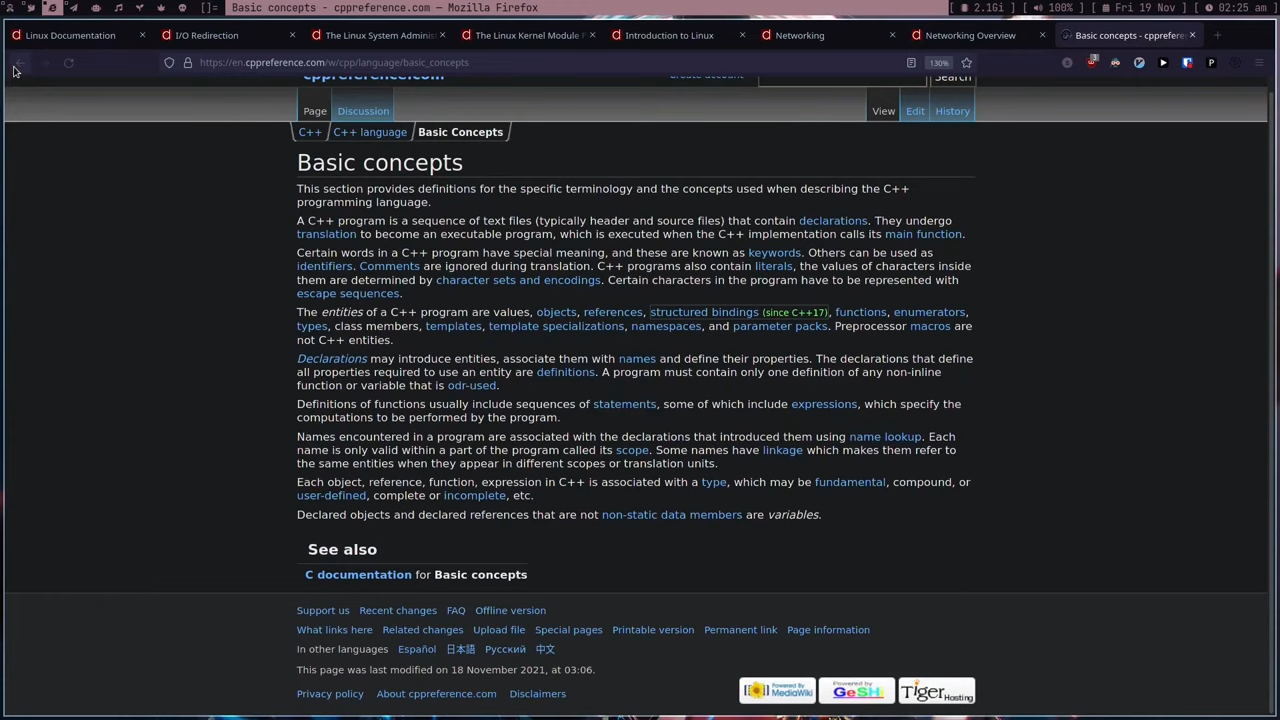 []= Basic concepts - cppreference.com — Mozilla Firefox
2.1Gi 100% Fri 19 Nov 02:25 am
Linux Documentation
I/O Redirection
The Linux System Adminis
The Linux Kernel Module P
Introduction to Linux
Networking
Networking Overview
Basic concepts - cpprefere
https://en.cppreference.com/w/cpp/language/basic_concepts
130%
3
P
cppreference.com
Create account
Search
Page Discussion
View Edit History
C++ C++ language Basic Concepts
Basic concepts
This section provides definitions for the specific terminology and the concepts used when describing the C++
programming language.
A C++ program is a sequence of text files (typically header and source files) that contain declarations. They undergo
translation to become an executable program, which is executed when the C++ implementation calls its main function.
Certain words in a C++ program have special meaning, and these are known as keywords. Others can be used as
identifiers. Comments are ignored during translation. C++ programs also contain literals, the values of characters inside
them are determined by character sets and encodings. Certain characters in the program have to be represented with
escape sequences.
The entities of a C++ program are values, objects, references, structured bindings (since C++17), functions, enumerators,
types, class members, templates, template specializations, namespaces, and parameter packs. Preprocessor macros are
not C++ entities.
Declarations may introduce entities, associate them with names and define their properties. The declarations that define
all properties required to use an entity are definitions. A program must contain only one definition of any non-inline
function or variable that is odr-used.
Definitions of functions usually include sequences of statements, some of which include expressions, which specify the
computations to be performed by the program.
Names encountered in a program are associated with the declarations that introduced them using name lookup. Each
name is only valid within a part of the program called its scope. Some names have linkage which makes them refer to
the same entities when they appear in different scopes or translation units.
Each object, reference, function, expression in C++ is associated with a type, which may be fundamental, compound, or
user-defined, complete or incomplete, etc.
Declared objects and declared references that are not non-static data members are variables.
See also
C documentation for Basic concepts
Support us Recent changes FAQ Offline version
What links here Related changes Upload file Special pages Printable version Permanent link Page information
In other languages Español 日本語 Русский 中文
This page was last modified on 18 November 2021, at 03:06.
Privacy policy About cppreference.com Disclaimers
Powered By MediaWiki
Powered by GeSHi
Tiger Hosting